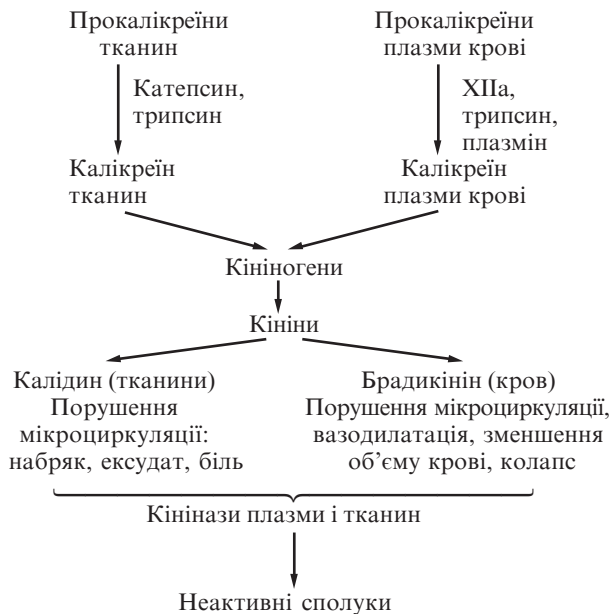 Прокалікреїни
тканин
Прокалікреїни
плазми крові
Катепсин,
трипсин
XIIa,
трипсин,
плазмін
Калікреїн
тканин
Калікреїн
плазми крові
Кініногени
Кініни
Калідин (тканини)
Порушення
мікроциркуляції:
набряк, ексудат, біль
Брадикінін (кров)
Порушення мікроциркуляції,
вазодилатація, зменшення
об’єму крові, колапс
Кінінази плазми і тканин
Неактивні сполуки